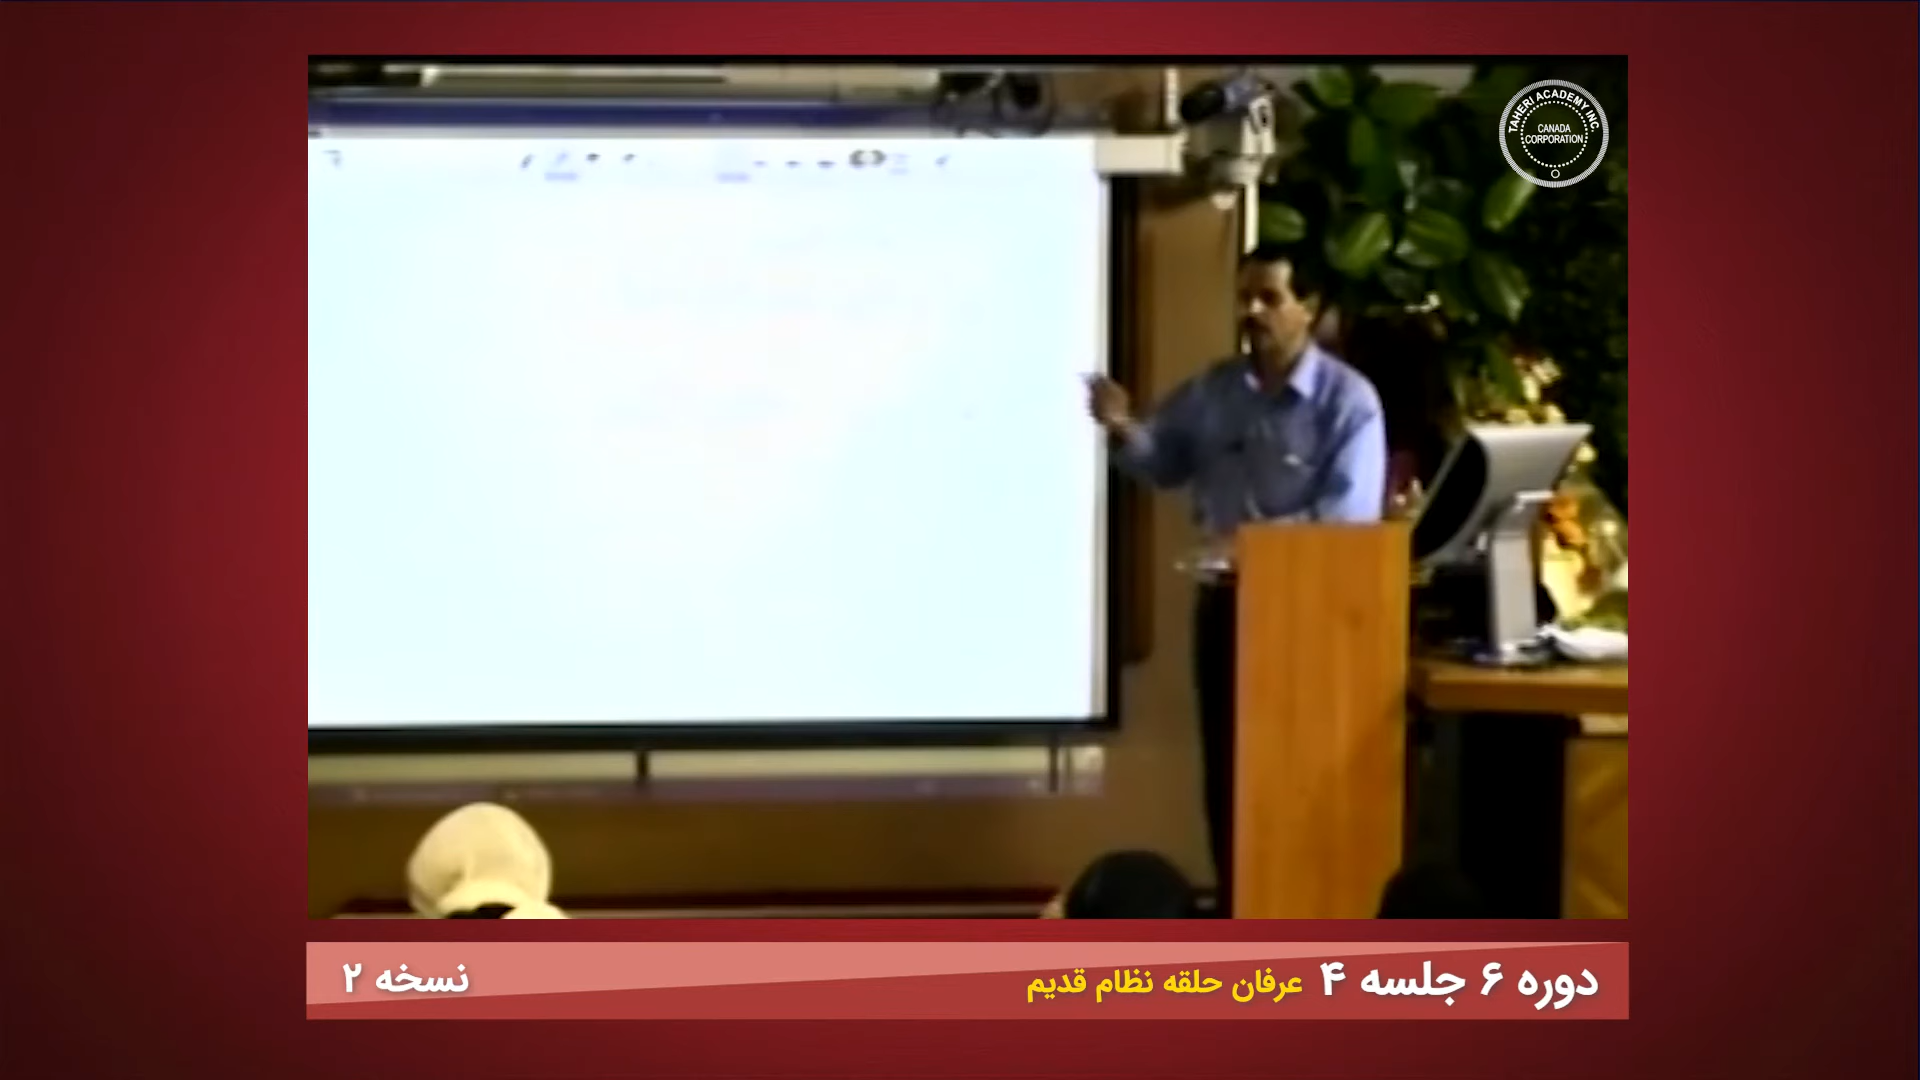 TAHERI ACADEMY INC.
CANADA
CORPORATION
دوره ۶ جلسه ۴ عرفان حلقه نظام قدیم
نسخه ۲